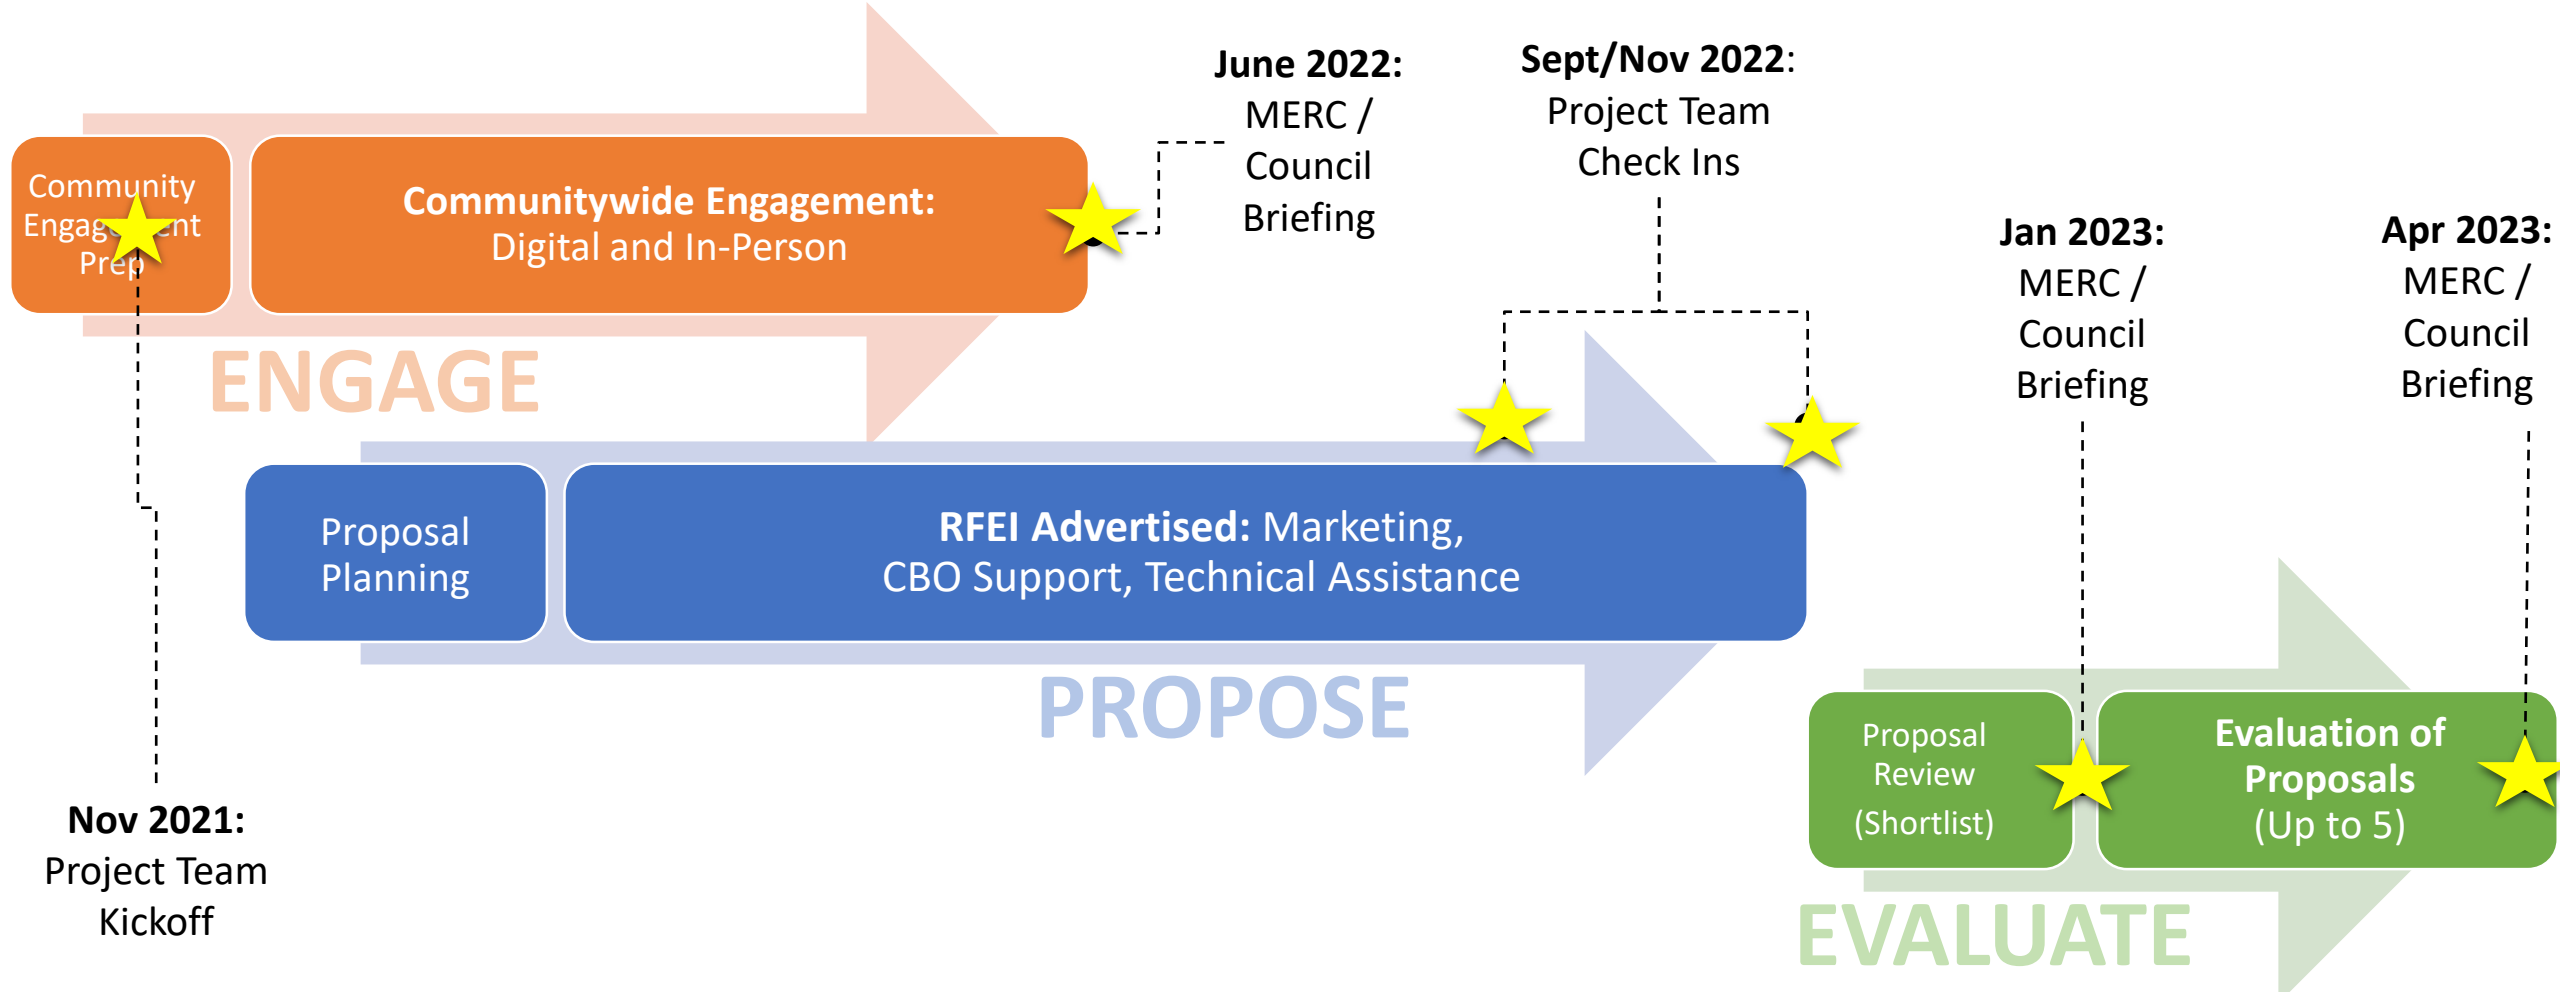 June 2022:
MERC /
Council
Briefing
Sept/Nov 2022:
Project Team
Check Ins
Community
Engagement
Prep
Communitywide Engagement:
Digital and In-Person
Jan 2023:
MERC /
Council
Briefing
Apr 2023:
MERC /
Council
Briefing
ENGAGE
Proposal
Planning
RFEI Advertised: Marketing,
CBO Support, Technical Assistance
PROPOSE
Proposal
Review
(Shortlist)
Evaluation of
Proposals
(Up to 5)
Nov 2021:
Project Team
Kickoff
EVALUATE